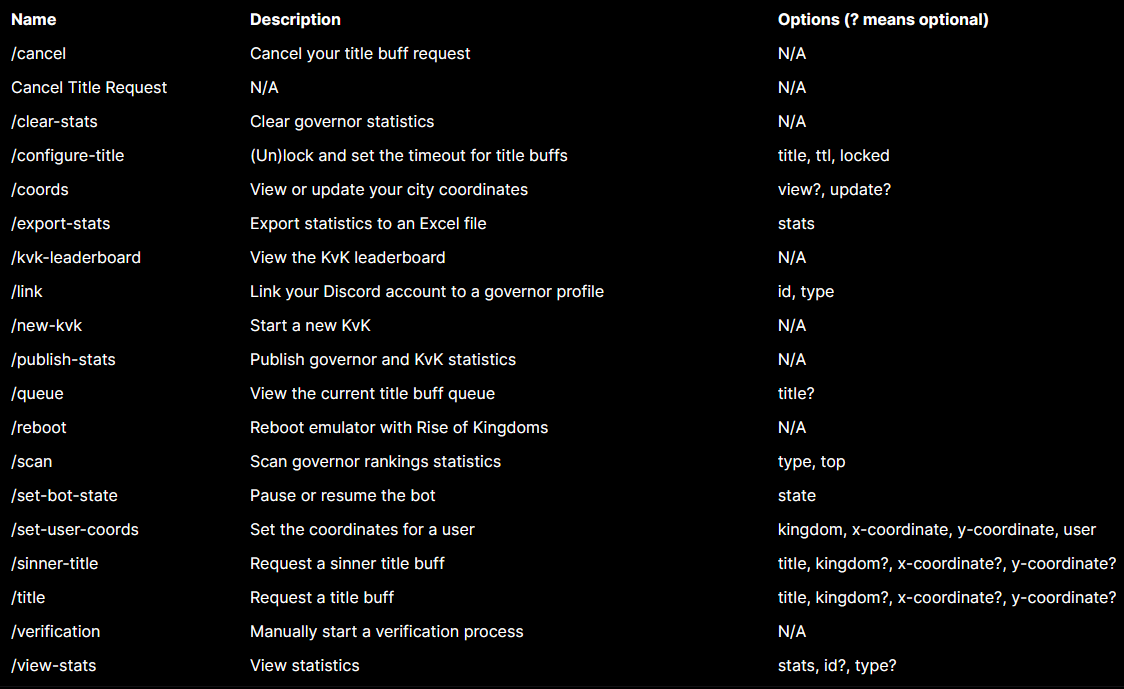 Name Description Options (? means optional)
/cancel Cancel your title buff request N/A
Cancel Title Request N/A N/A
/clear-stats Clear governor statistics N/A
/configure-title (Un)lock and set the timeout for title buffs title, ttl, locked
/coords View or update your city coordinates view?, update?
/export-stats Export statistics to an Excel file stats
/kvk-leaderboard View the KvK leaderboard N/A
/link Link your Discord account to a governor profile id, type
/new-kvk Start a new KvK N/A
/publish-stats Publish governor and KvK statistics N/A
/queue View the current title buff queue title?
/reboot Reboot emulator with Rise of Kingdoms N/A
/scan Scan governor rankings statistics type, top
/set-bot-state Pause or resume the bot state
/set-user-coords Set the coordinates for a user kingdom, x-coordinate, y-coordinate, user
/sinner-title Request a sinner title buff title, kingdom?, x-coordinate?, y-coordinate?
/title Request a title buff title, kingdom?, x-coordinate?, y-coordinate?
/verification Manually start a verification process N/A
/view-stats View statistics stats, id?, type?